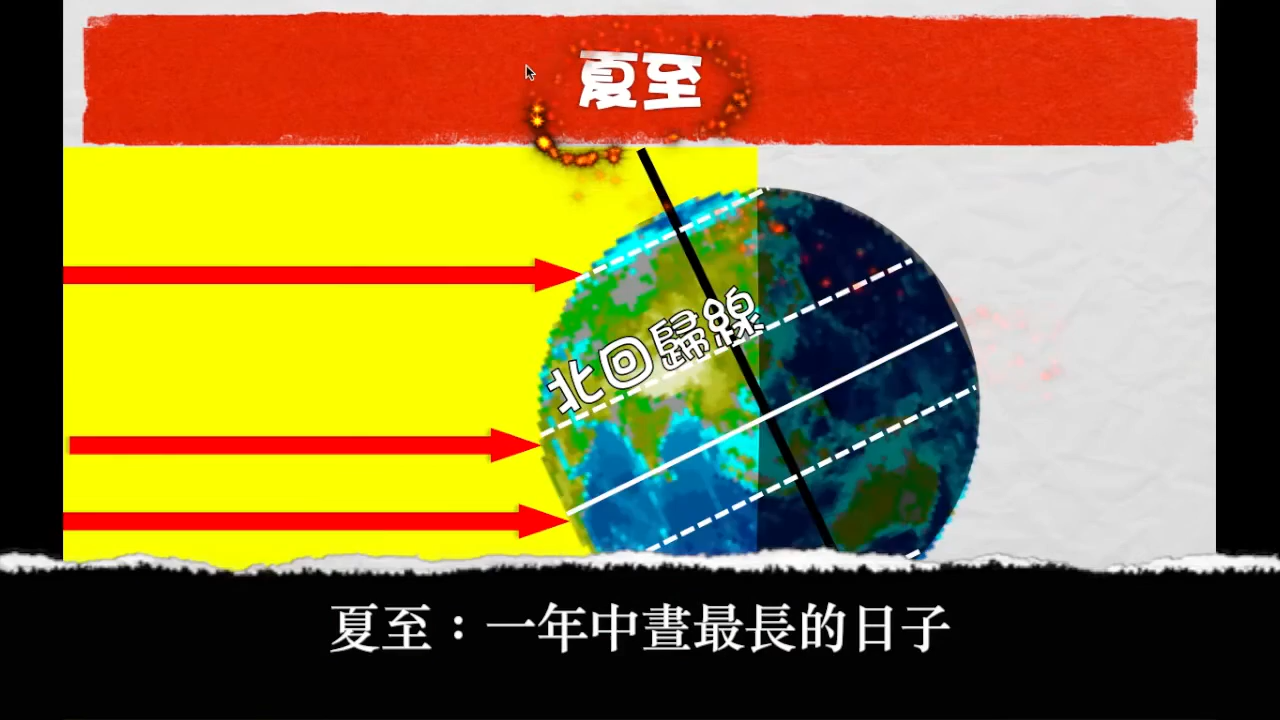 夏至
北回歸線
夏至：一年中晝最長的日子